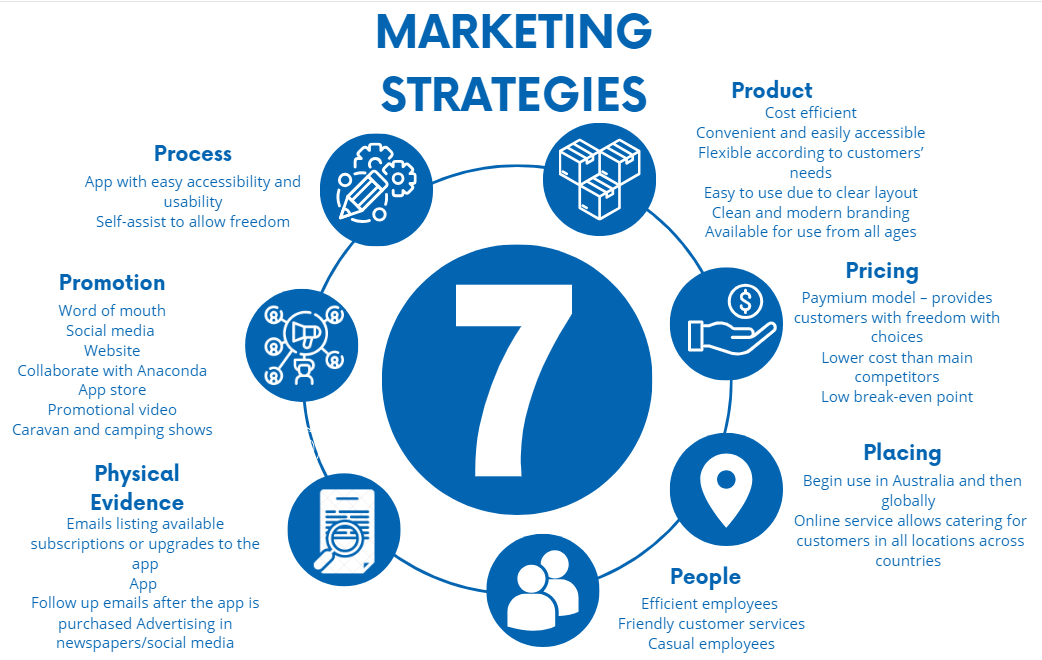 MARKETING
STRATEGIES
Product
Cost efficient
Convenient and easily accessible
Flexible according to customers’
needs
Easy to use due to clear layout
Clean and modern branding
Available for use from all ages
Pricing
$
Paymium model – provides
customers with freedom with
choices
Lower cost than main
competitors
Low break-even point
Placing
Begin use in Australia and then
globally
Online service allows catering for
customers in all locations across
countries
People
Efficient employees
Friendly customer services
Casual employees
Physical
Evidence
Emails listing available
subscriptions or upgrades to the
app
App
Follow up emails after the app is
purchased Advertising in
newspapers/social media
Promotion
Word of mouth
Social media
Website
Collaborate with Anaconda
App store
Promotional video
Caravan and camping shows
Process
App with easy accessibility and
usability
Self-assist to allow freedom
7